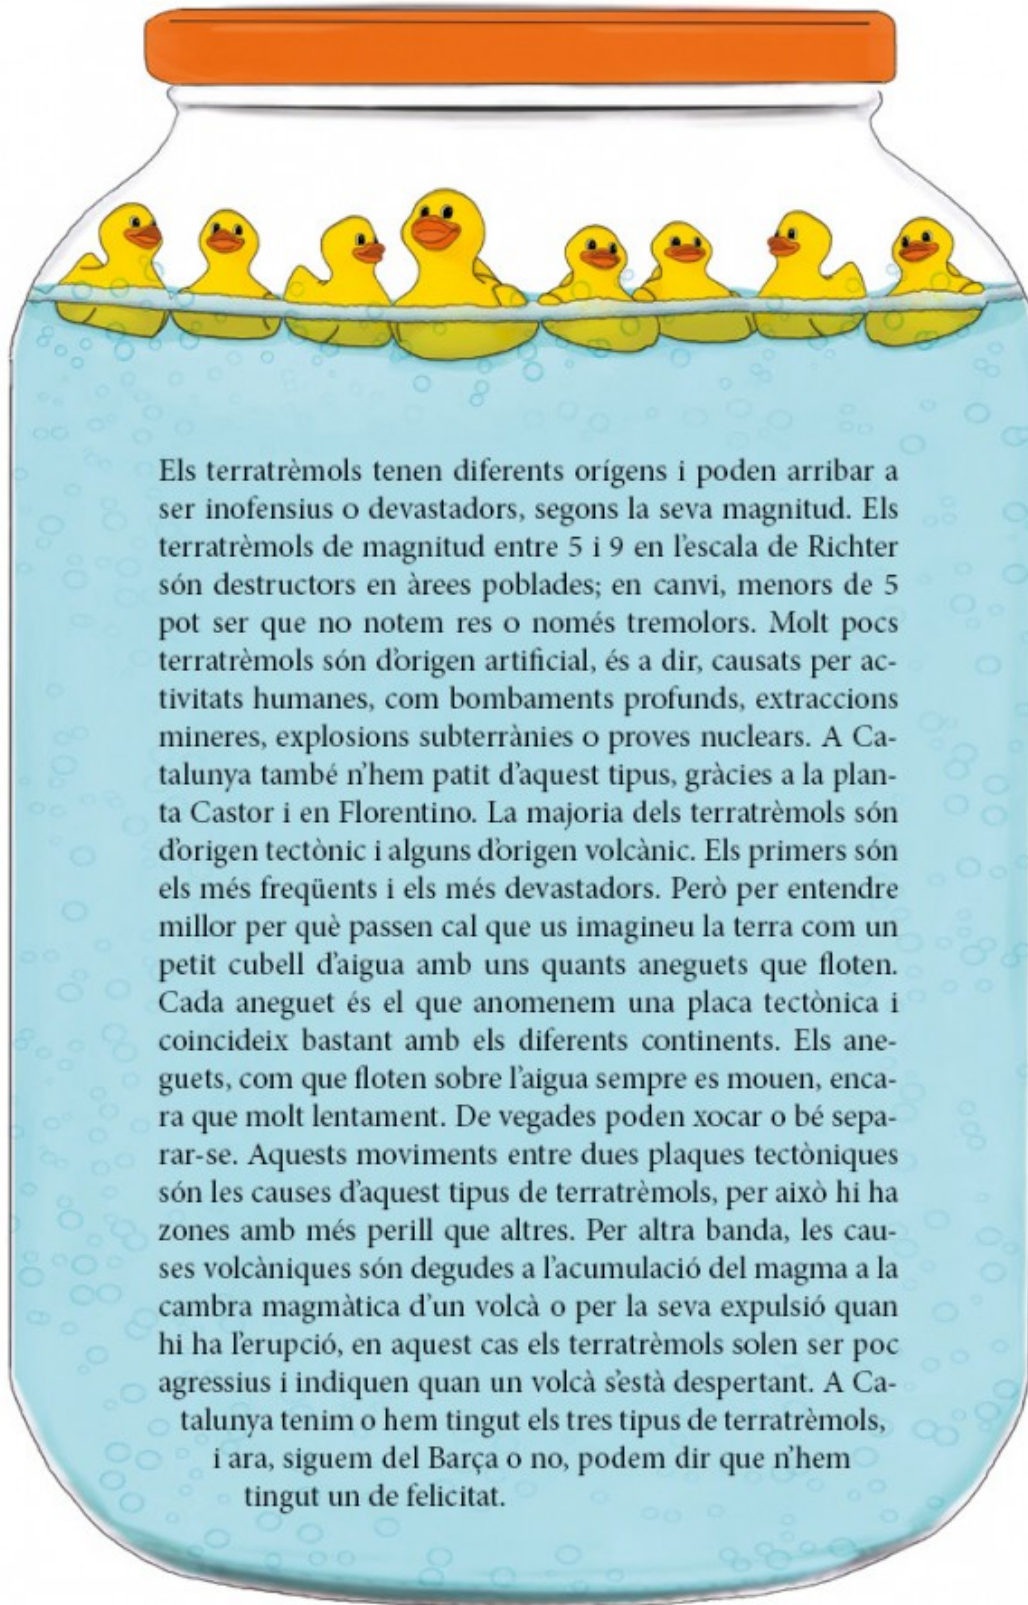 Els terratrèmols tenen diferents orígens i poden arribar a
ser inofensius o devastadors, segons la seva magnitud. Els
terratrèmols de magnitud entre 5 i 9 en l'escala de Richter
són destructors en àrees poblades; en canvi, menors de 5
pot ser que no notem res o només tremolors. Molt pocs
terratrèmols són d'origen artificial, és a dir, causats per ac-
tivitats humanes, com bombaments profunds, extraccions
mineres, explosions subterrànies o proves nuclears. A Ca-
talunya també n'hem patit d'aquest tipus, gràcies a la plan-
ta Castor i en Florentino. La majoria dels terratrèmols són
d'origen tectònic i alguns d'origen volcànic. Els primers són
els més freqüents i els més devastadors. Però per entendre
millor per què passen cal que us imagineu la terra com un
petit cubell d'aigua amb uns quants aneguets que floten.
Cada aneguet és el que anomenem una placa tectònica i
coincideix bastant amb els diferents continents. Els ane-
guets, com que floten sobre l'aigua sempre es mouen, enca-
ra que molt lentament. De vegades poden xocar o bé sepa-
rar-se. Aquests moviments entre dues plaques tectòniques
són les causes d'aquest tipus de terratrèmols, per això hi ha
zones amb més perill que altres. Per altra banda, les cau-
ses volcàniques són degudes a l'acumulació del magma a la
cambra magmàtica d'un volcà o per la seva expulsió quan
hi ha l'erupció, en aquest cas els terratrèmols solen ser poc
agressius i indiquen quan un volcà s'està despertant. A Ca-
talunya tenim o hem tingut els tres tipus de terratrèmols,
i ara, siguem del Barça o no, podem dir que n'hem
tingut un de felicitat.